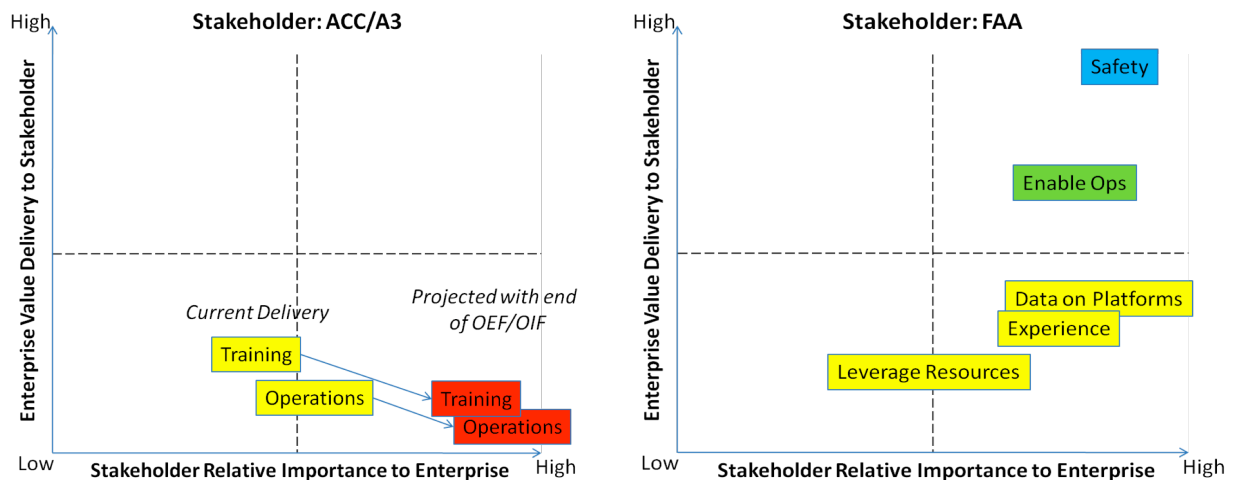 Stakeholder: ACC/A3
High
Enterprise Value Delivery to Stakeholder
Current Delivery
Projected with end
of OEF/OIF
Training
Operations
Training
Operations
Low
Stakeholder Relative Importance to Enterprise
High
Stakeholder: FAA
High
Enterprise Value Delivery to Stakeholder
Safety
Enable Ops
Data on Platforms
Experience
Leverage Resources
Low
Stakeholder Relative Importance to Enterprise
High